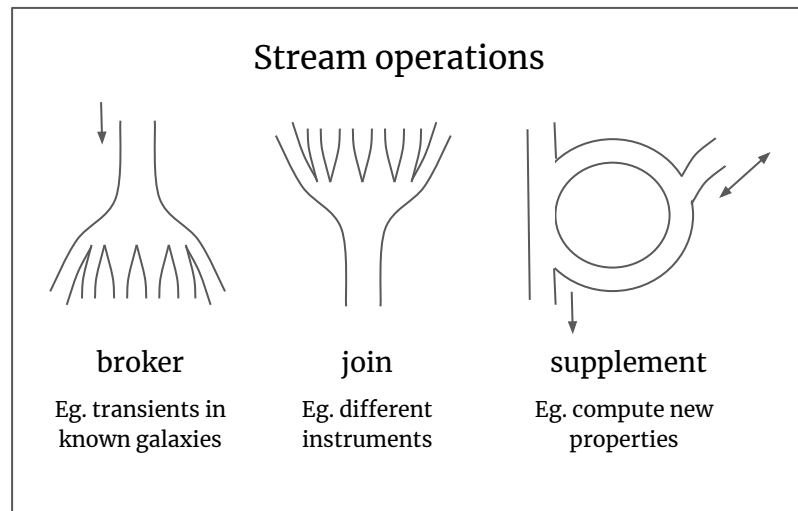 Stream operations
broker
Eg. transients in
known galaxies
join
Eg. different
instruments
supplement
Eg. compute new
properties